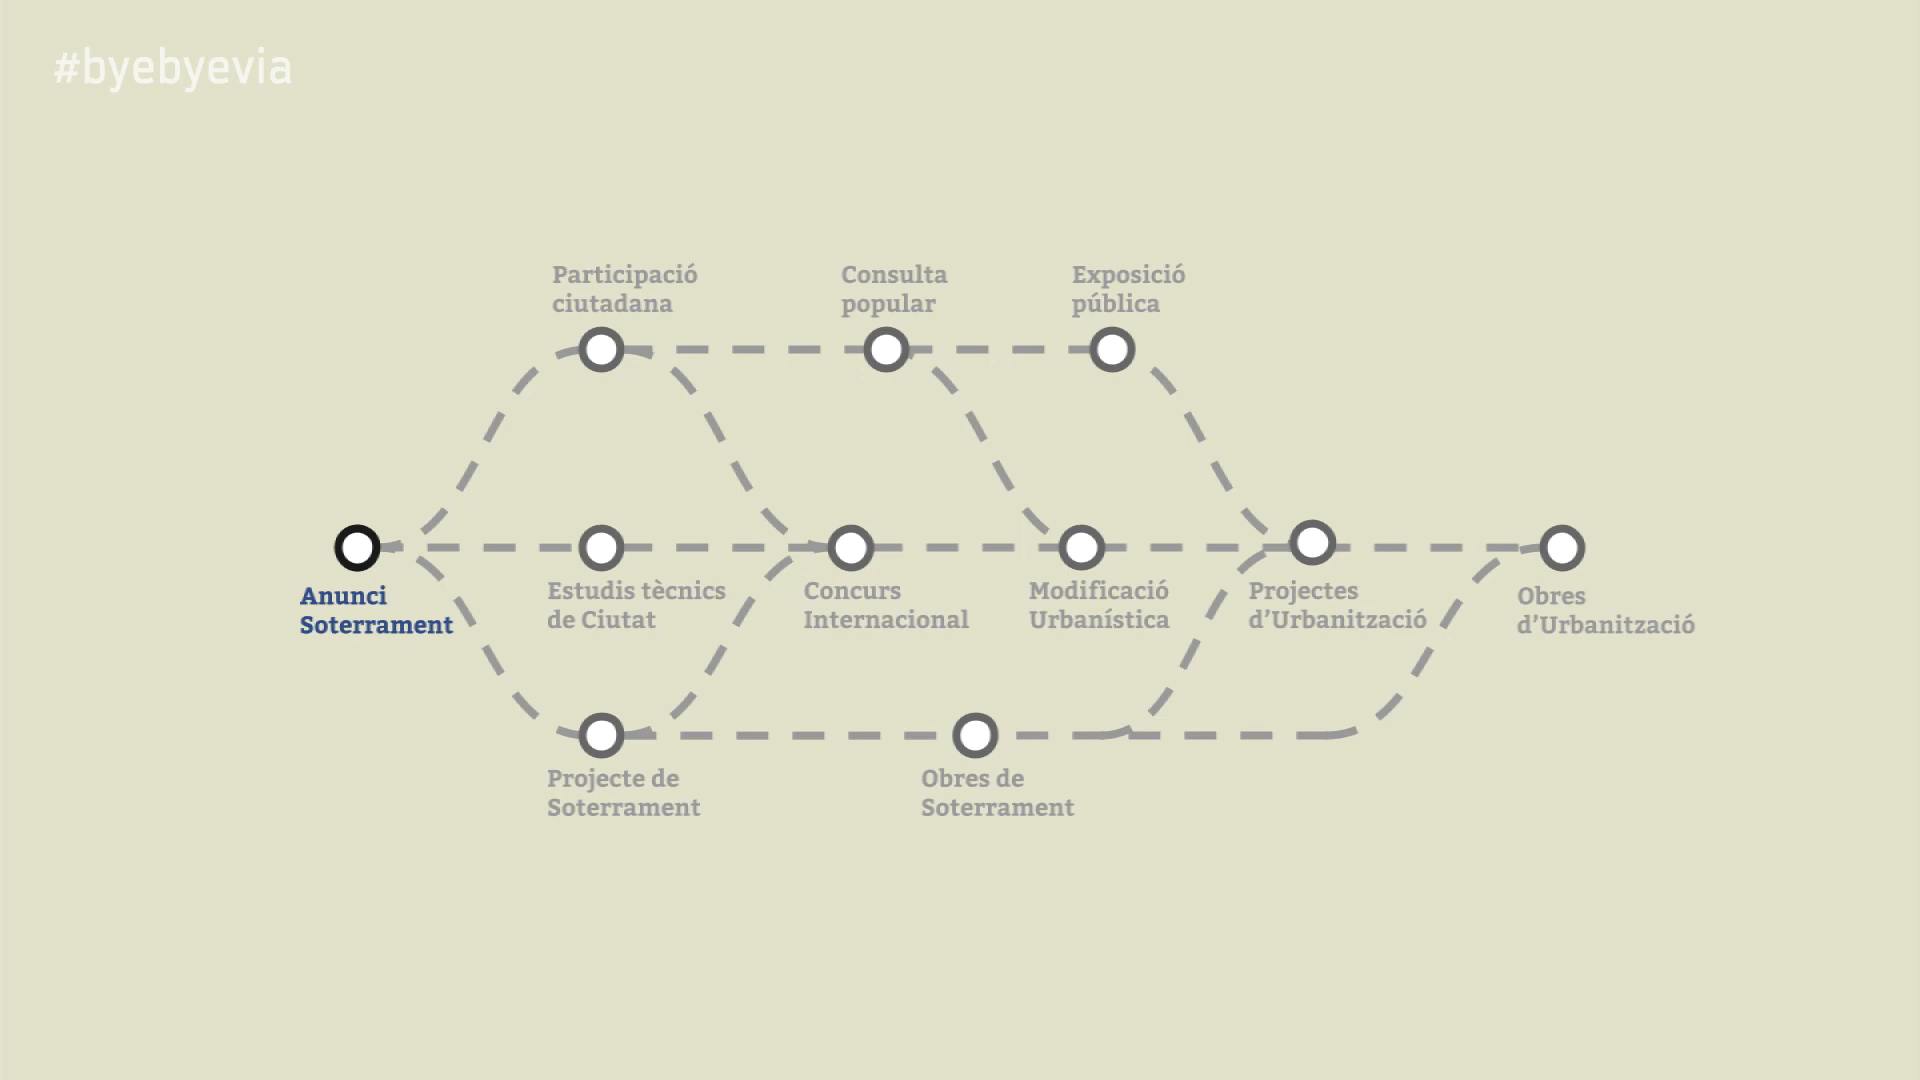 #byebyevia
Participació
ciutadana
Consulta
popular
Exposició
pública
Anunci
Soterrament
Estudis tècnics
de Ciutat
Concurs
Internacional
Modificació
Urbanística
Projectes
d’Urbanització
Obres
d’Urbanització
Projecte de
Soterrament
Obres de
Soterrament